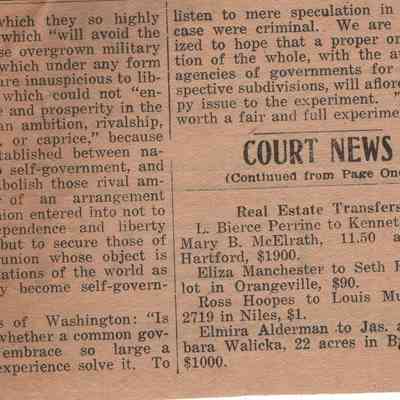 which they so highly
which "will avoid the
se overgrown military
which under any form
are inauspicious to lib-
which could not "en-
e and prosperity in the
an ambition, rivalship,
or caprice," because
tablished between na-
self-government, and
bolish those rival am-
of an arrangement
nion entered into not to
ependence and liberty
but to secure those of
union whose object is
ations of the world as
y become self-govern-
s of Washington: "Is
whether a common gov-
embrace so large a
experience solve it. To
listen to mere speculation in
case were criminal. We are
ized to hope that a proper or
tion of the whole, with the a
agencies of governments for
spective subdivisions, will affor
py issue to the experiment.
worth a fair and full experime
COURT NEWS
(Continued from Page One
Real Estate Transfers
L. Bierce Perrine to Kennet
Mary B. McElrath, 11.50 a
Hartford, $1900.
Eliza Manchester to Seth H
lot in Orangeville, $90.
Ross Hoopes to Louis Mu
2719 in Niles, $1.
Elmira Alderman to Jas. a
bara Walicka, 22 acres in B
$1000.